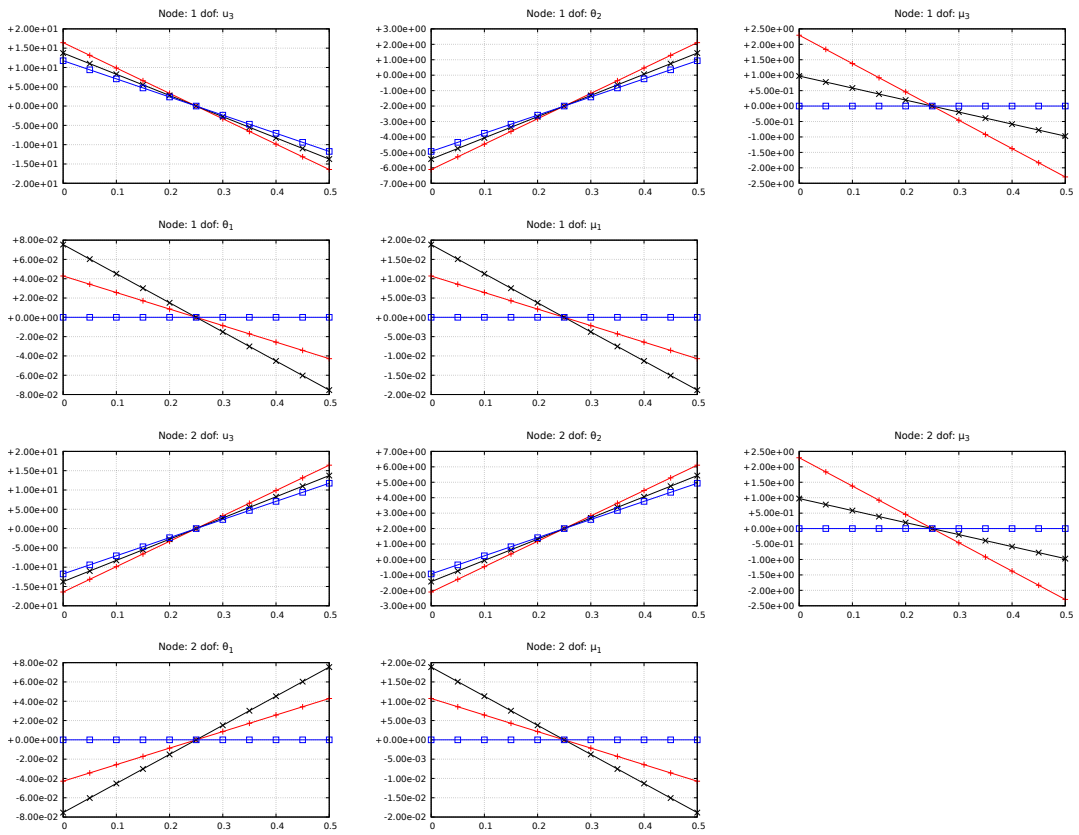 Node: 1 dof: u₃
+2.00e+01
+1.50e+01
+1.00e+01
+5.00e+00
+0.00e+00
-5.00e+00
-1.00e+01
-1.50e+01
-2.00e+01
0 0.1 0.2 0.3 0.4 0.5
Node: 1 dof: θ₂
+3.00e+00
+2.00e+00
+1.00e+00
+0.00e+00
-1.00e+00
-2.00e+00
-3.00e+00
-4.00e+00
-5.00e+00
-6.00e+00
-7.00e+00
0 0.1 0.2 0.3 0.4 0.5
Node: 1 dof: μ₃
+2.50e+00
+2.00e+00
+1.50e+00
+1.00e+00
+5.00e-01
+0.00e+00
-5.00e-01
-1.00e+00
-1.50e+00
-2.00e+00
-2.50e+00
0 0.1 0.2 0.3 0.4 0.5
Node: 1 dof: θ₁
+8.00e-02
+6.00e-02
+4.00e-02
+2.00e-02
+0.00e+00
-2.00e-02
-4.00e-02
-6.00e-02
-8.00e-02
0 0.1 0.2 0.3 0.4 0.5
Node: 1 dof: μ₁
+2.00e-02
+1.50e-02
+1.00e-02
+5.00e-03
+0.00e+00
-5.00e-03
-1.00e-02
-1.50e-02
-2.00e-02
0 0.1 0.2 0.3 0.4 0.5
Node: 2 dof: u₃
+2.00e+01
+1.50e+01
+1.00e+01
+5.00e+00
+0.00e+00
-5.00e+00
-1.00e+01
-1.50e+01
-2.00e+01
0 0.1 0.2 0.3 0.4 0.5
Node: 2 dof: θ₂
+7.00e+00
+6.00e+00
+5.00e+00
+4.00e+00
+3.00e+00
+2.00e+00
+1.00e+00
+0.00e+00
-1.00e+00
-2.00e+00
-3.00e+00
0 0.1 0.2 0.3 0.4 0.5
Node: 2 dof: μ₃
+2.50e+00
+2.00e+00
+1.50e+00
+1.00e+00
+5.00e-01
+0.00e+00
-5.00e-01
-1.00e+00
-1.50e+00
-2.00e+00
-2.50e+00
0 0.1 0.2 0.3 0.4 0.5
Node: 2 dof: θ₁
+8.00e-02
+6.00e-02
+4.00e-02
+2.00e-02
+0.00e+00
-2.00e-02
-4.00e-02
-6.00e-02
-8.00e-02
0 0.1 0.2 0.3 0.4 0.5
Node: 2 dof: μ₁
+2.00e-02
+1.50e-02
+1.00e-02
+5.00e-03
+0.00e+00
-5.00e-03
-1.00e-02
-1.50e-02
-2.00e-02
0 0.1 0.2 0.3 0.4 0.5